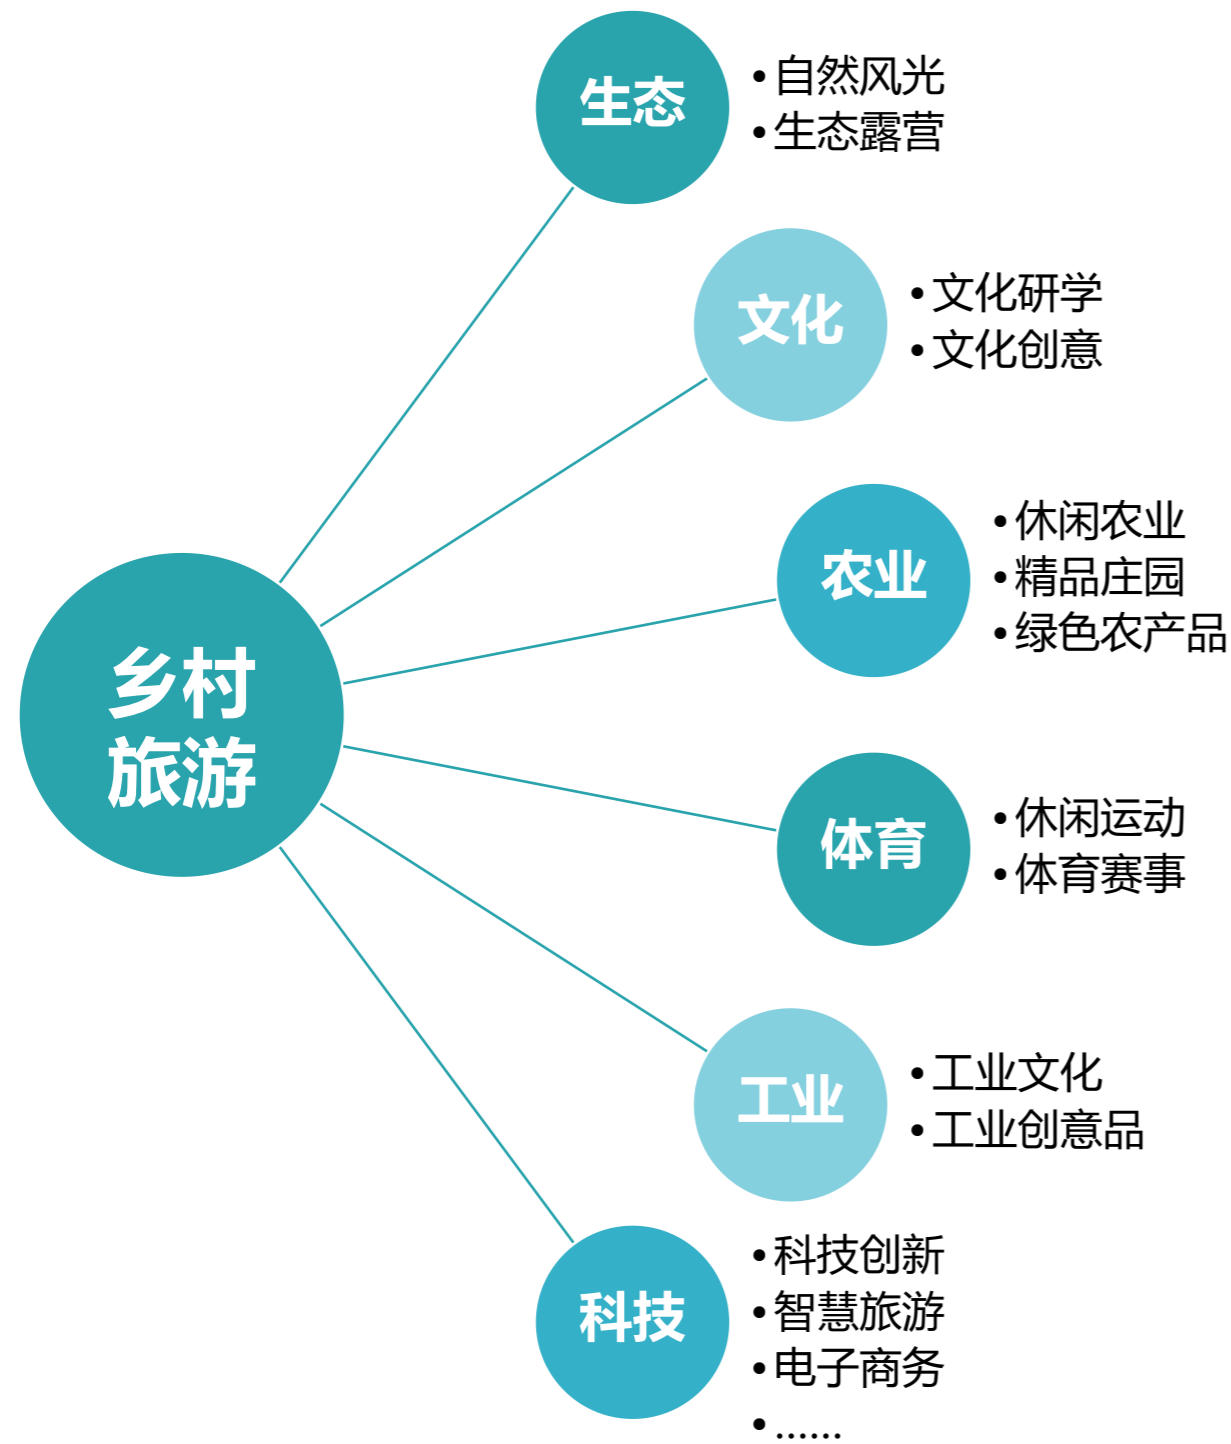 乡村
旅游
生态
•自然风光
•生态露营
文化
•文化研学
•文化创意
农业
•休闲农业
•精品庄园
•绿色农产品
体育
•休闲运动
•体育赛事
工业
•工业文化
•工业创意品
科技
•科技创新
•智慧旅游
•电子商务
•……